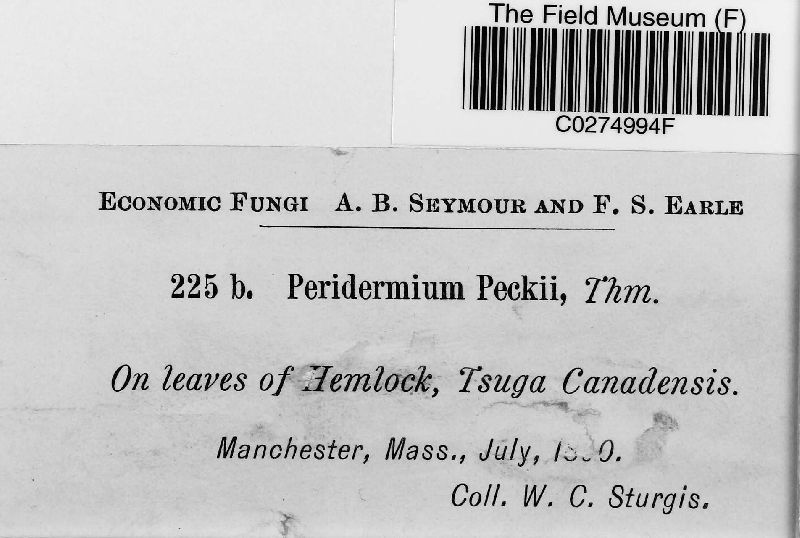 The Field Museum (F)
C0274994F
Economic Fungi A. B. Seymour and F. S. Earle
225 b. Peridermium Peckii, Thm.
On leaves of Hemlock, Tsuga Canadensis.
Manchester, Mass., July,
Coll. W. C. Sturgis.